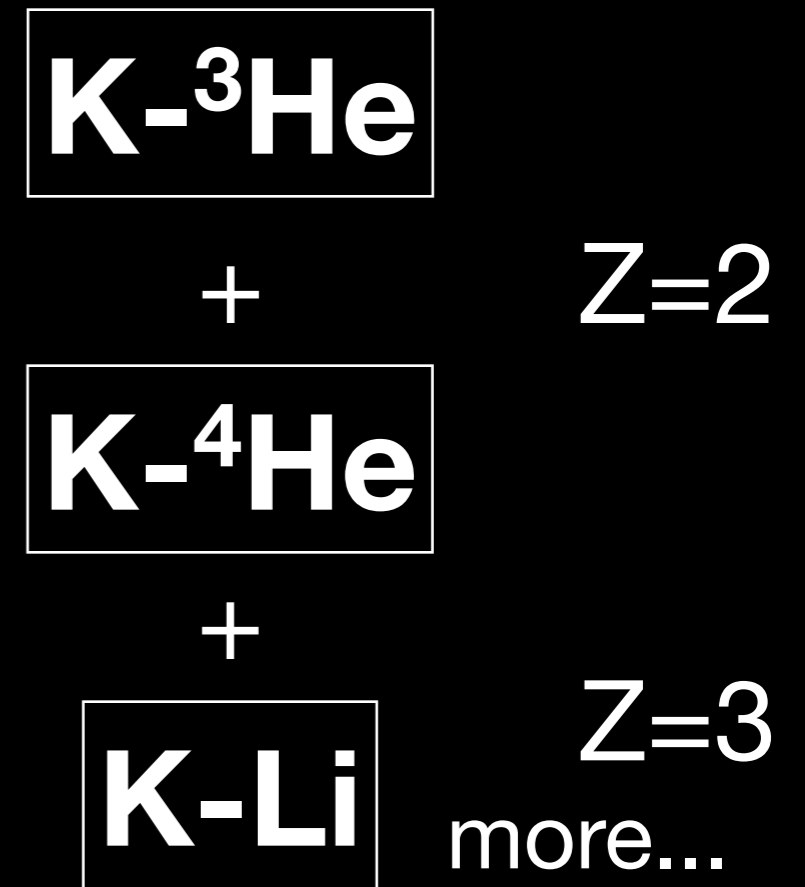 K-³He
+
Z=2
K-⁴He
+
Z=3
K-Li
more...